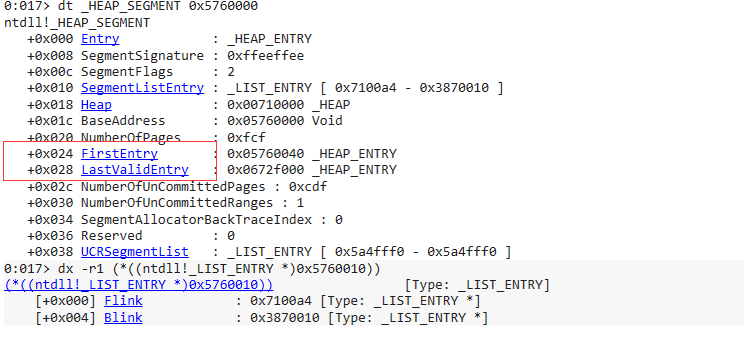 0:017> dt _HEAP_SEGMENT 0x5760000
ntdll!_HEAP_SEGMENT
+0x000 Entry : _HEAP_ENTRY
+0x008 SegmentSignature : 0xffeeffee
+0x00c SegmentFlags : 2
+0x010 SegmentListEntry : _LIST_ENTRY [ 0x7100a4 - 0x3870010 ]
+0x018 Heap : 0x00710000 _HEAP
+0x01c BaseAddress : 0x05760000 Void
+0x020 NumberOfPages : 0xfcf
+0x024 FirstEntry : 0x05760040 _HEAP_ENTRY
+0x028 LastValidEntry : 0x0672f000 _HEAP_ENTRY
+0x02c NumberOfUnCommittedPages : 0xcdf
+0x030 NumberOfUnCommittedRanges : 1
+0x034 SegmentAllocatorBackTraceIndex : 0
+0x036 Reserved : 0
+0x038 UCRSegmentList : _LIST_ENTRY [ 0x5a4fff0 - 0x5a4fff0 ]
0:017> dx -r1 (*((ntdll!_LIST_ENTRY *)0x5760010))
(*((ntdll!_LIST_ENTRY *)0x5760010)) [Type: _LIST_ENTRY]
[+0x000] Flink : 0x7100a4 [Type: _LIST_ENTRY *]
[+0x004] Blink : 0x3870010 [Type: _LIST_ENTRY *]